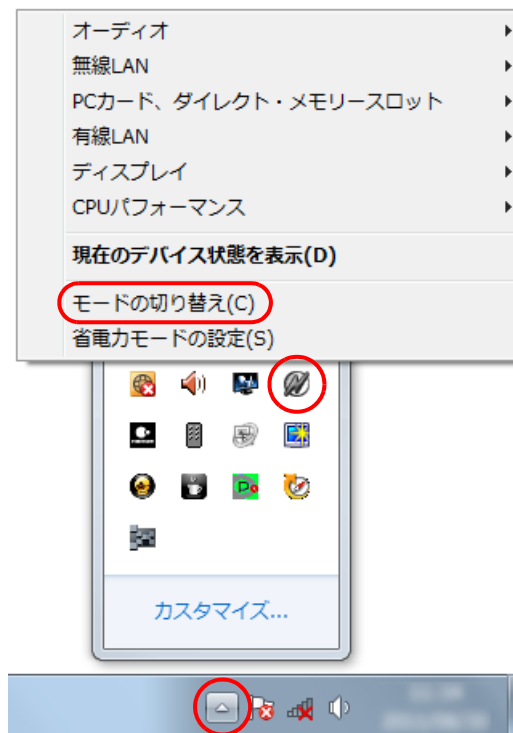 オーディオ
無線LAN
PCカード、ダイレクト・メモリースロット
有線LAN
ディスプレイ
CPUパフォーマンス
現在のデバイス状態を表示(D)
モードの切り替え(C)
省電力モードの設定(S)
カスタマイズ...